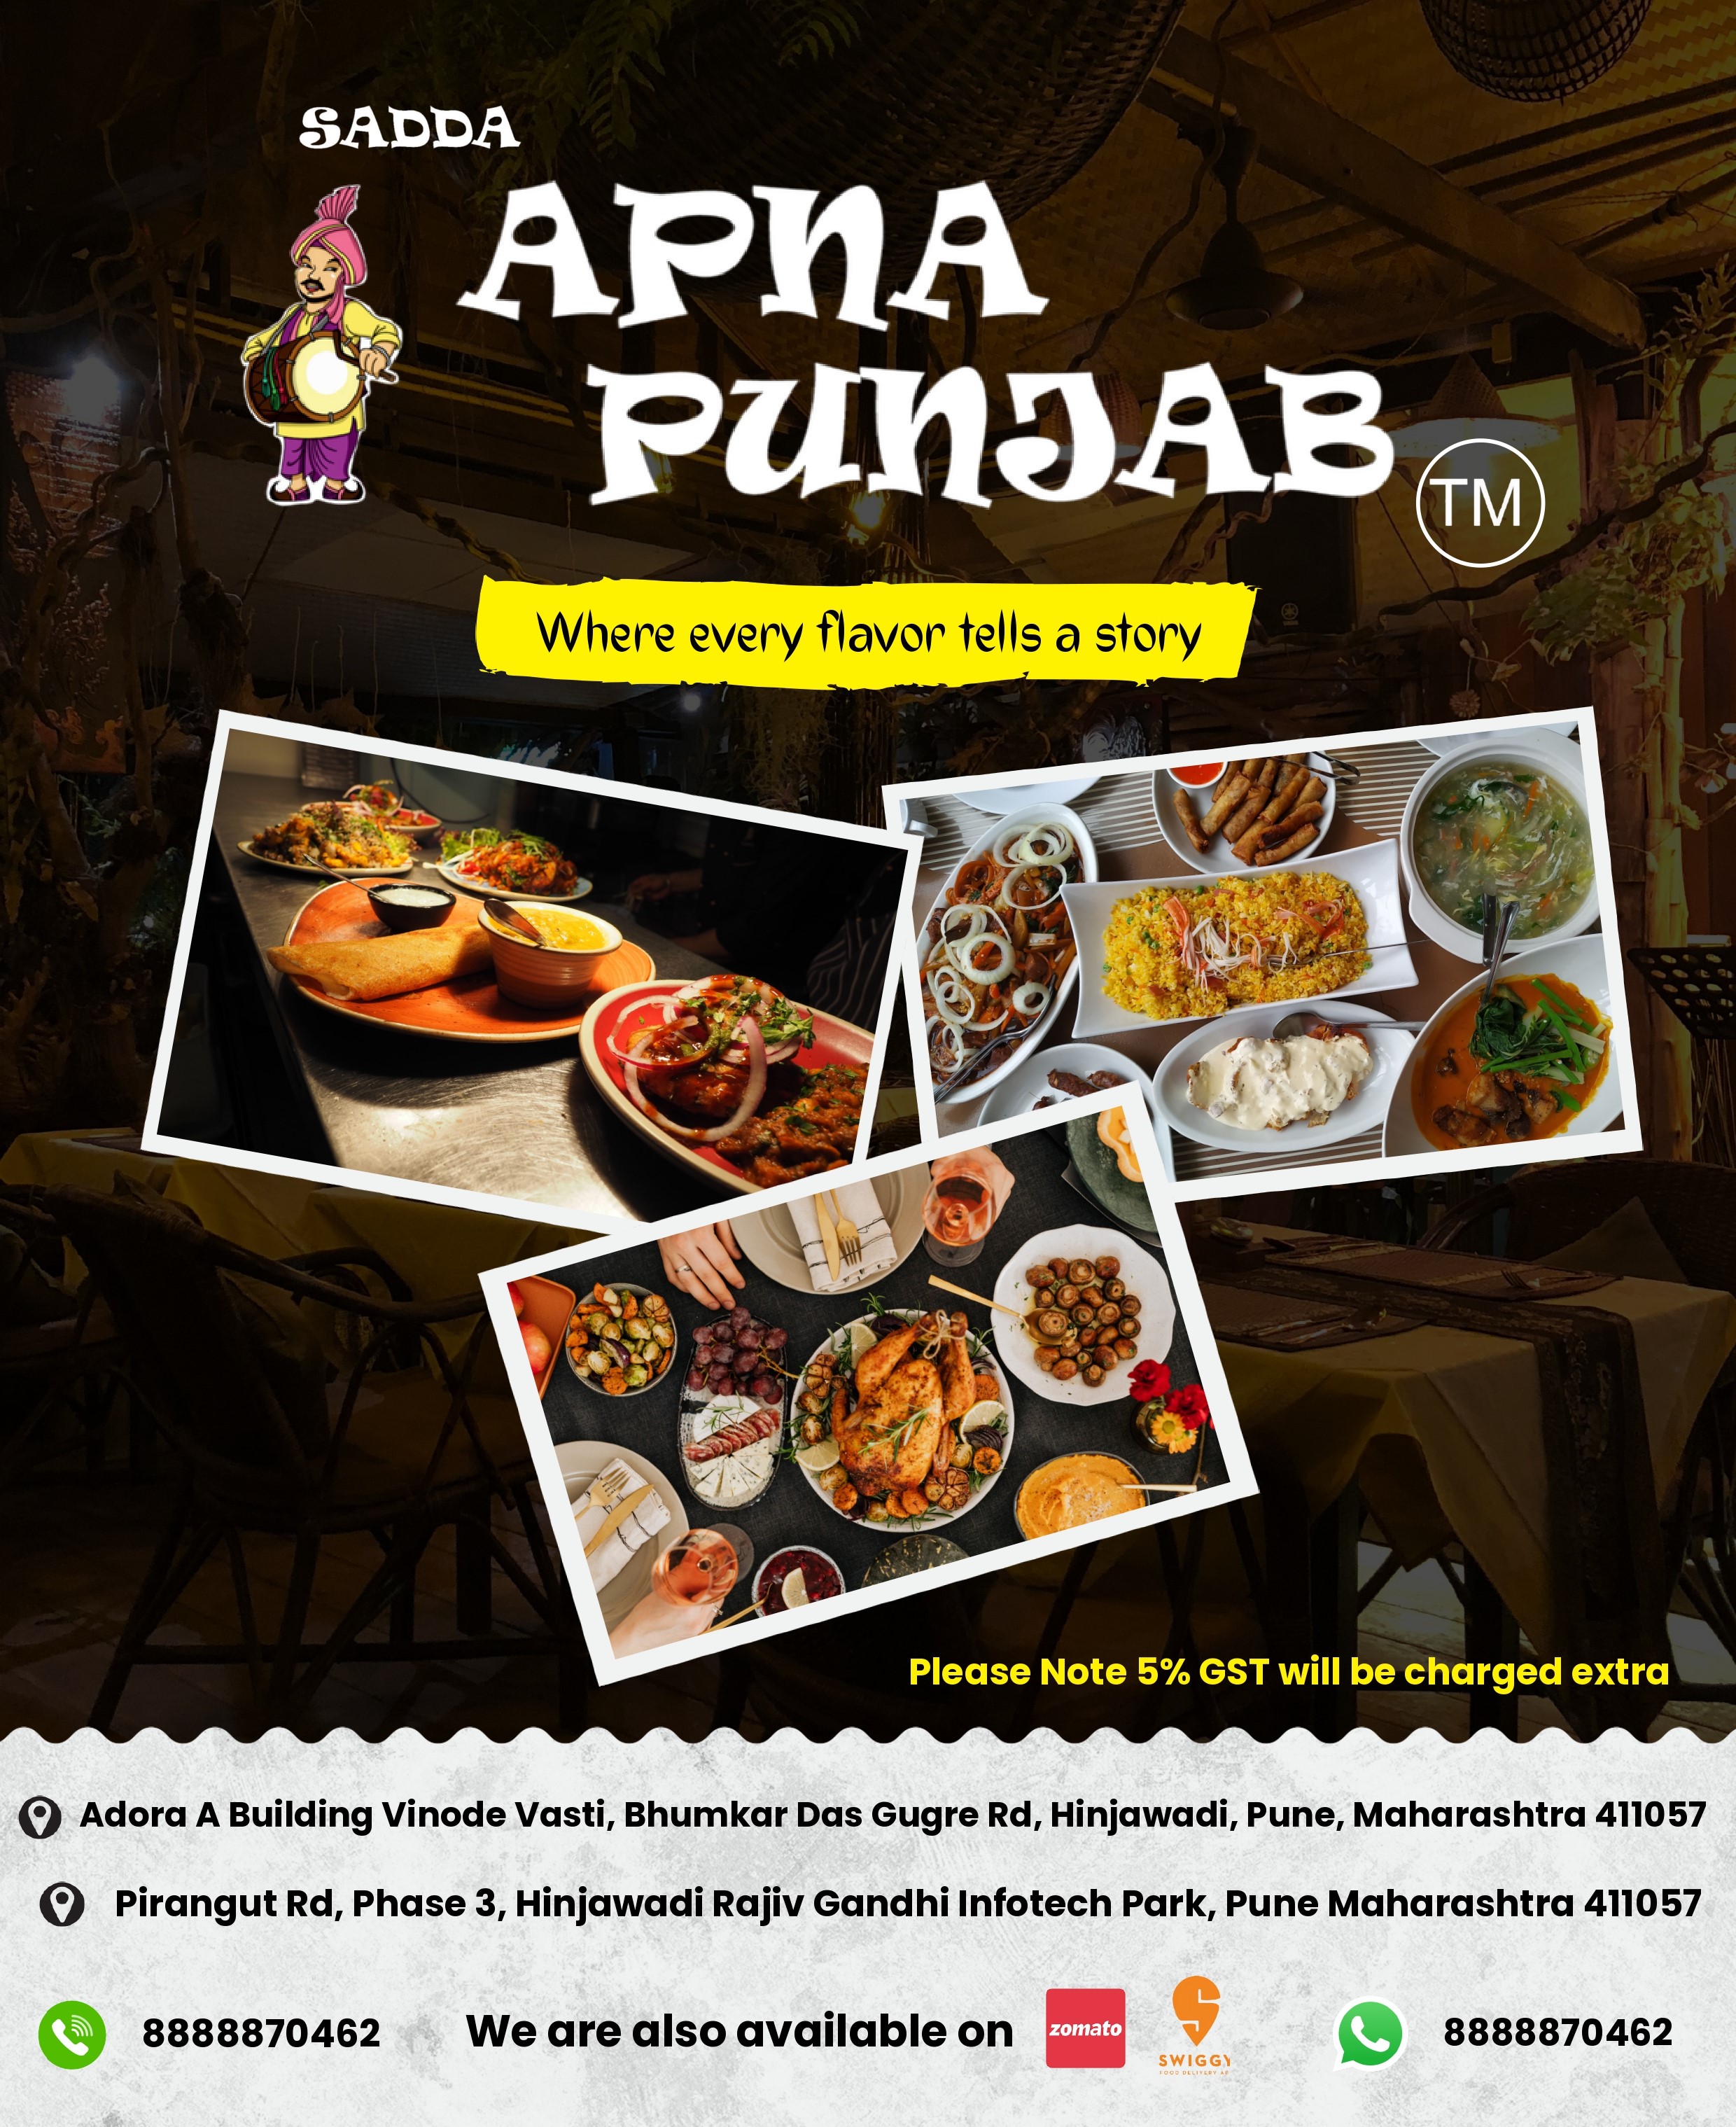 SADDA
APNA
PUNJAB
TM
Where every flavor tells a story
Please Note 5% GST will be charged extra
Adora A Building Vinode Vasti, Bhumkar Das Gugre Rd, Hinjawadi, Pune, Maharashtra 411057
Pirangut Rd, Phase 3, Hinjawadi Rajiv Gandhi Infotech Park, Pune Maharashtra 411057
8888870462 We are also available on zomato SWIGGY 8888870462